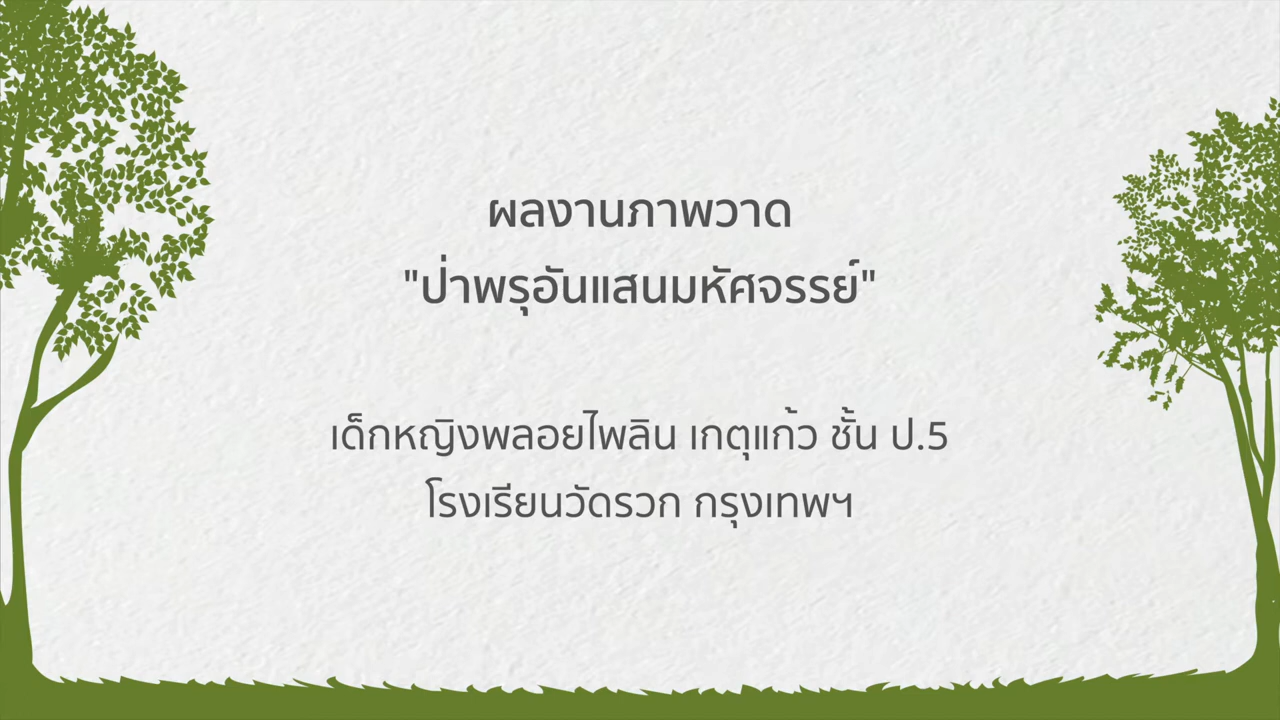 ผลงานภาพวาด
"ป่าพรุอันแสนมหัศจรรย์"
เด็กหญิงพลอยไพลิน เกตุแก้ว ชั้น ป.5
โรงเรียนวัดรวก กรุงเทพฯ